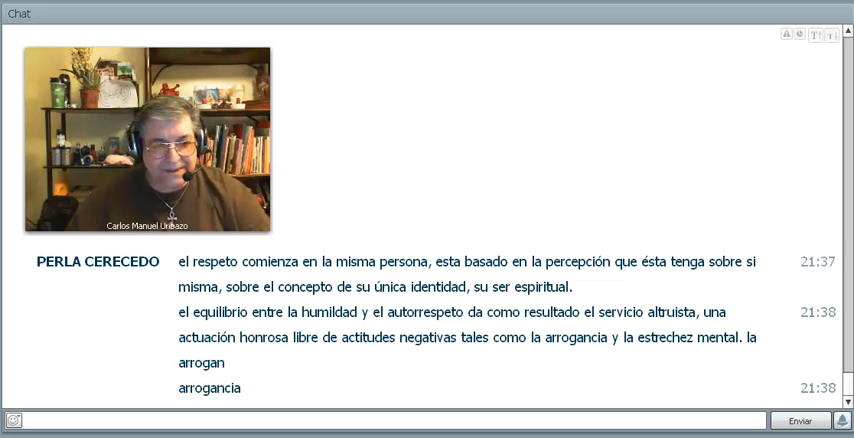 Chat
Carlos Manuel Uribazo
PERLA CERECEDO el respeto comienza en la misma persona, esta basado en la percepción que ésta tenga sobre si 21:37
misma, sobre el concepto de su única identidad, su ser espiritual.
el equilibrio entre la humildad y el autorrespeto da como resultado el servicio altruista, una 21:38
actuación honrosa libre de actitudes negativas tales como la arrogancia y la estrechez mental. la
arrogan
arrogancia 21:38
Enviar